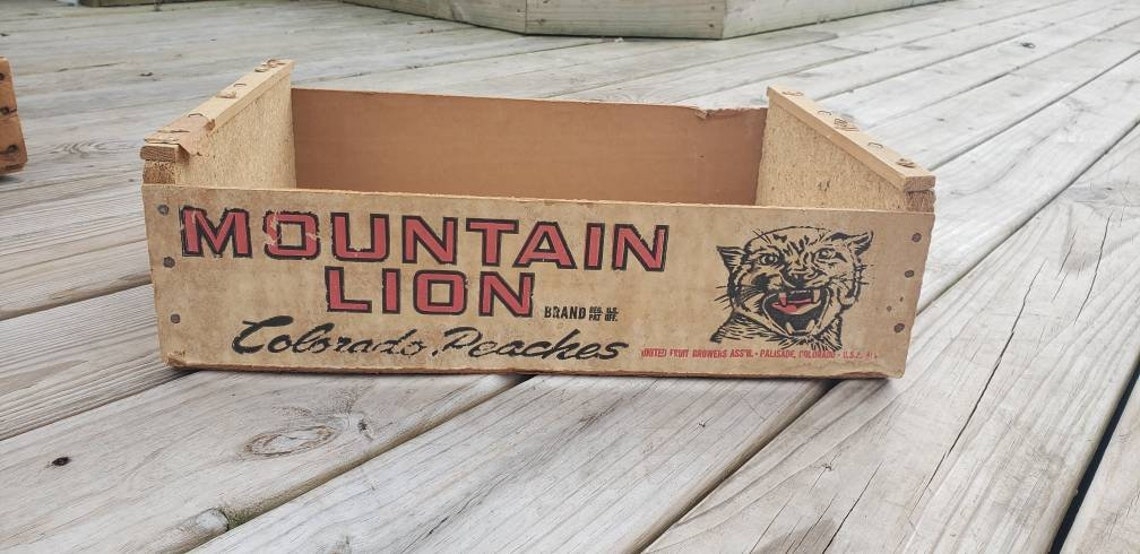 MOUNTAIN
LION
BRAND REG. U.S.
PAT. OFF.
Colorado Peaches
UNITED FRUIT GROWERS ASS'N. - PALISADE, COLORADO - U.S.A.